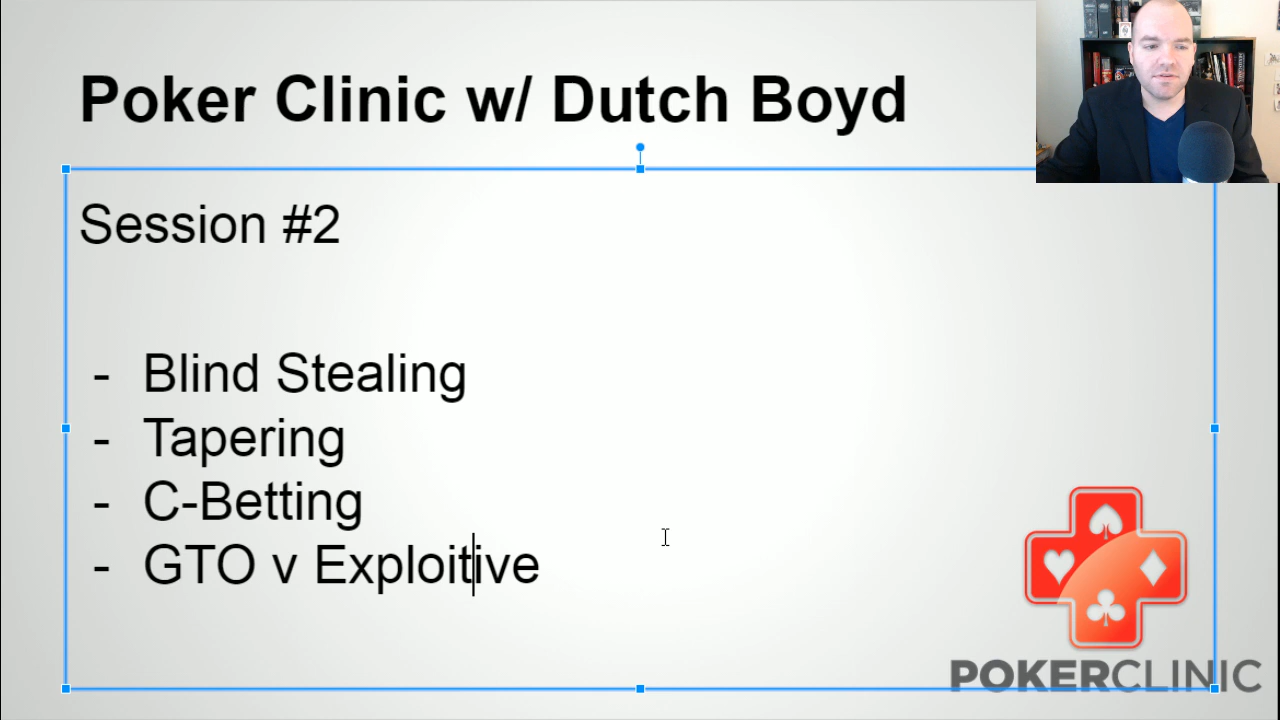 Poker Clinic w/ Dutch Boyd
Session #2
- Blind Stealing
- Tapering
- C-Betting
- GTO v Exploitive
POKERCLINIC